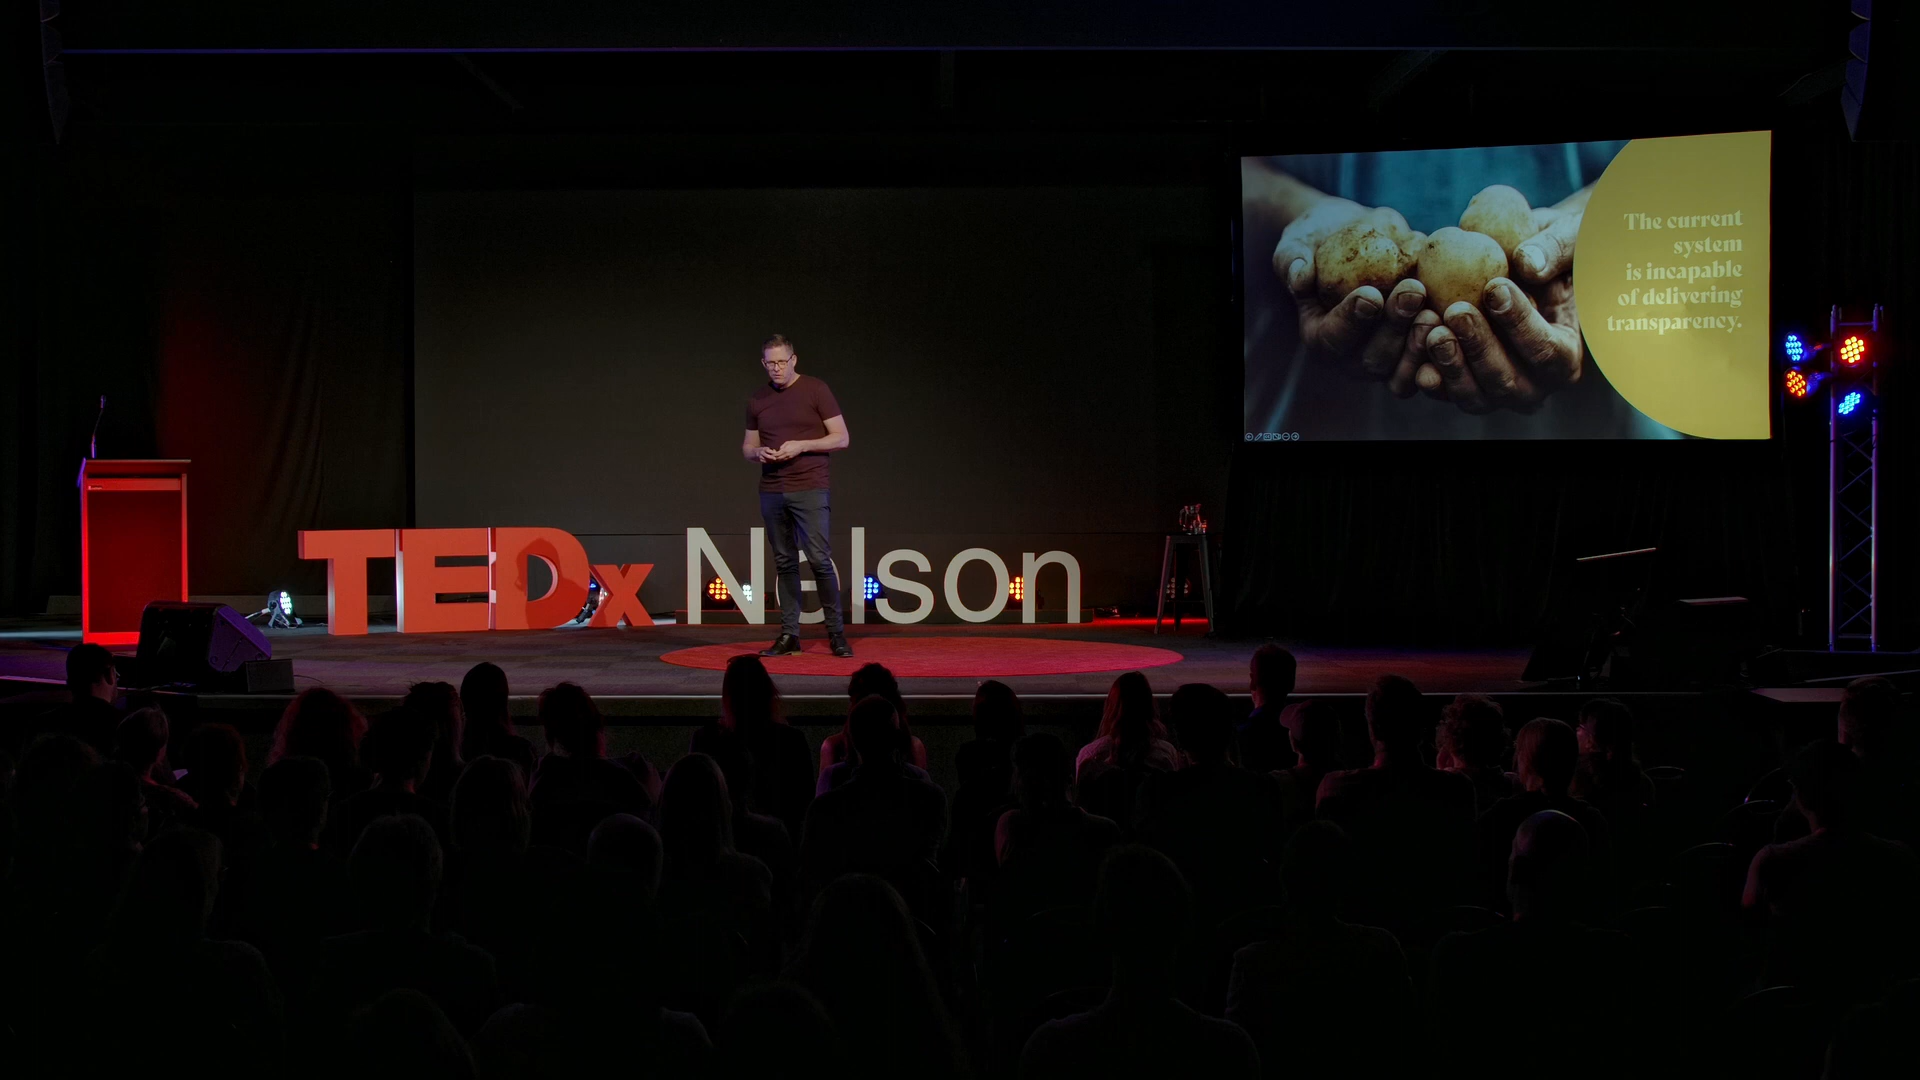 The current
system
is incapable
of delivering
transparency.
TEDx Nelson